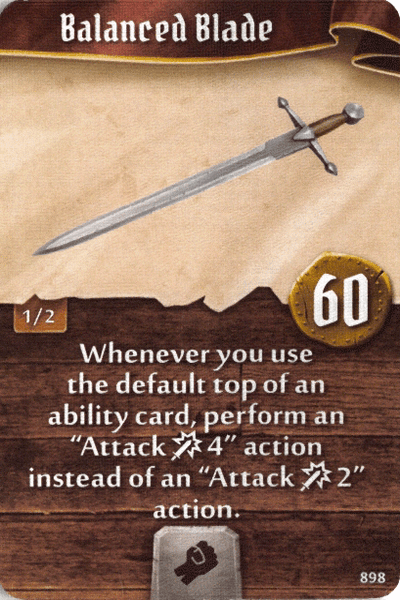 Balanced Blade
60
1/2
Whenever you use
the default top of an
ability card, perform an
“Attack 4” action
instead of an “Attack 2”
action.
898